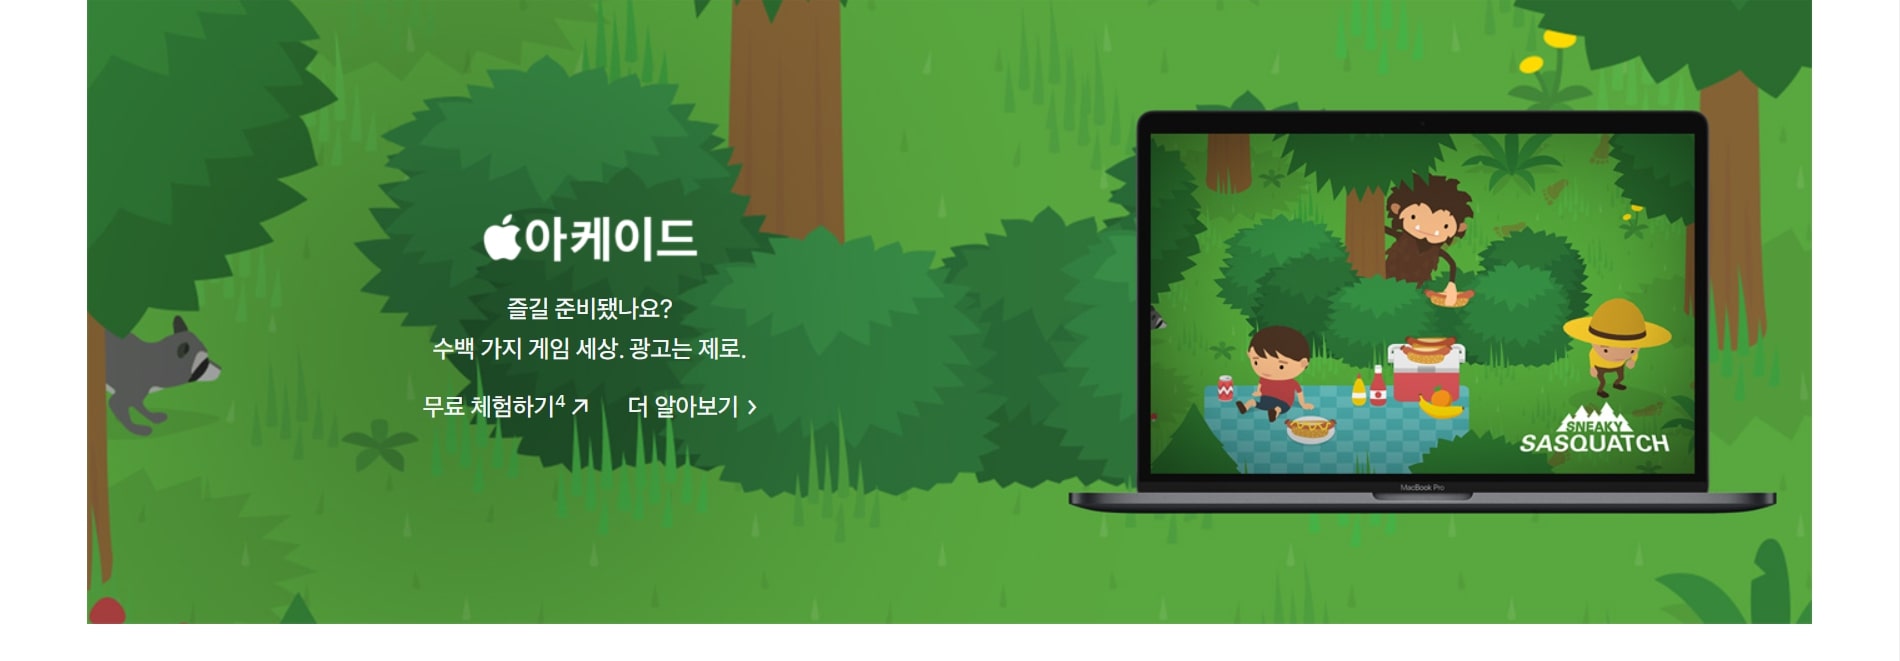 아케이드
즐길 준비됐나요?
수백 가지 게임 세상. 광고는 제로.
무료 체험하기4 ↗ 더 알아보기 >
SNEAKY
SASQUATCH
MacBook Pro